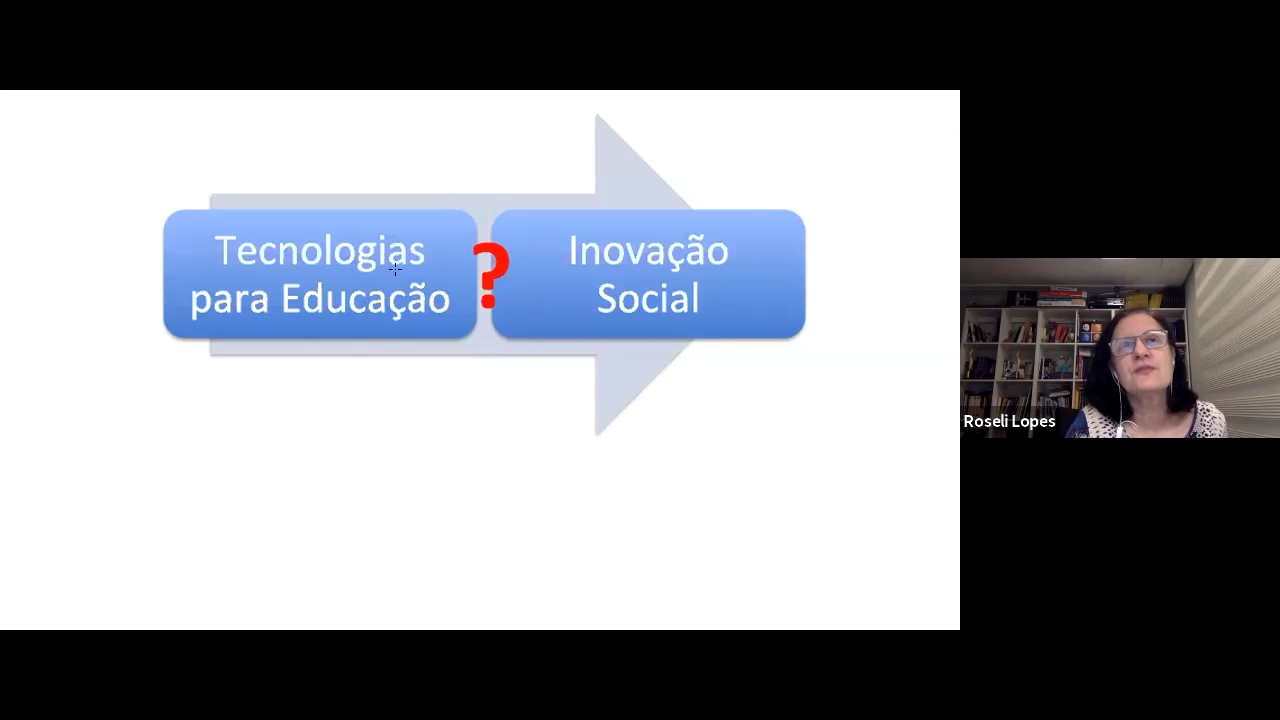 Tecnologias
para Educação
?
Inovação
Social
Roseli Lopes